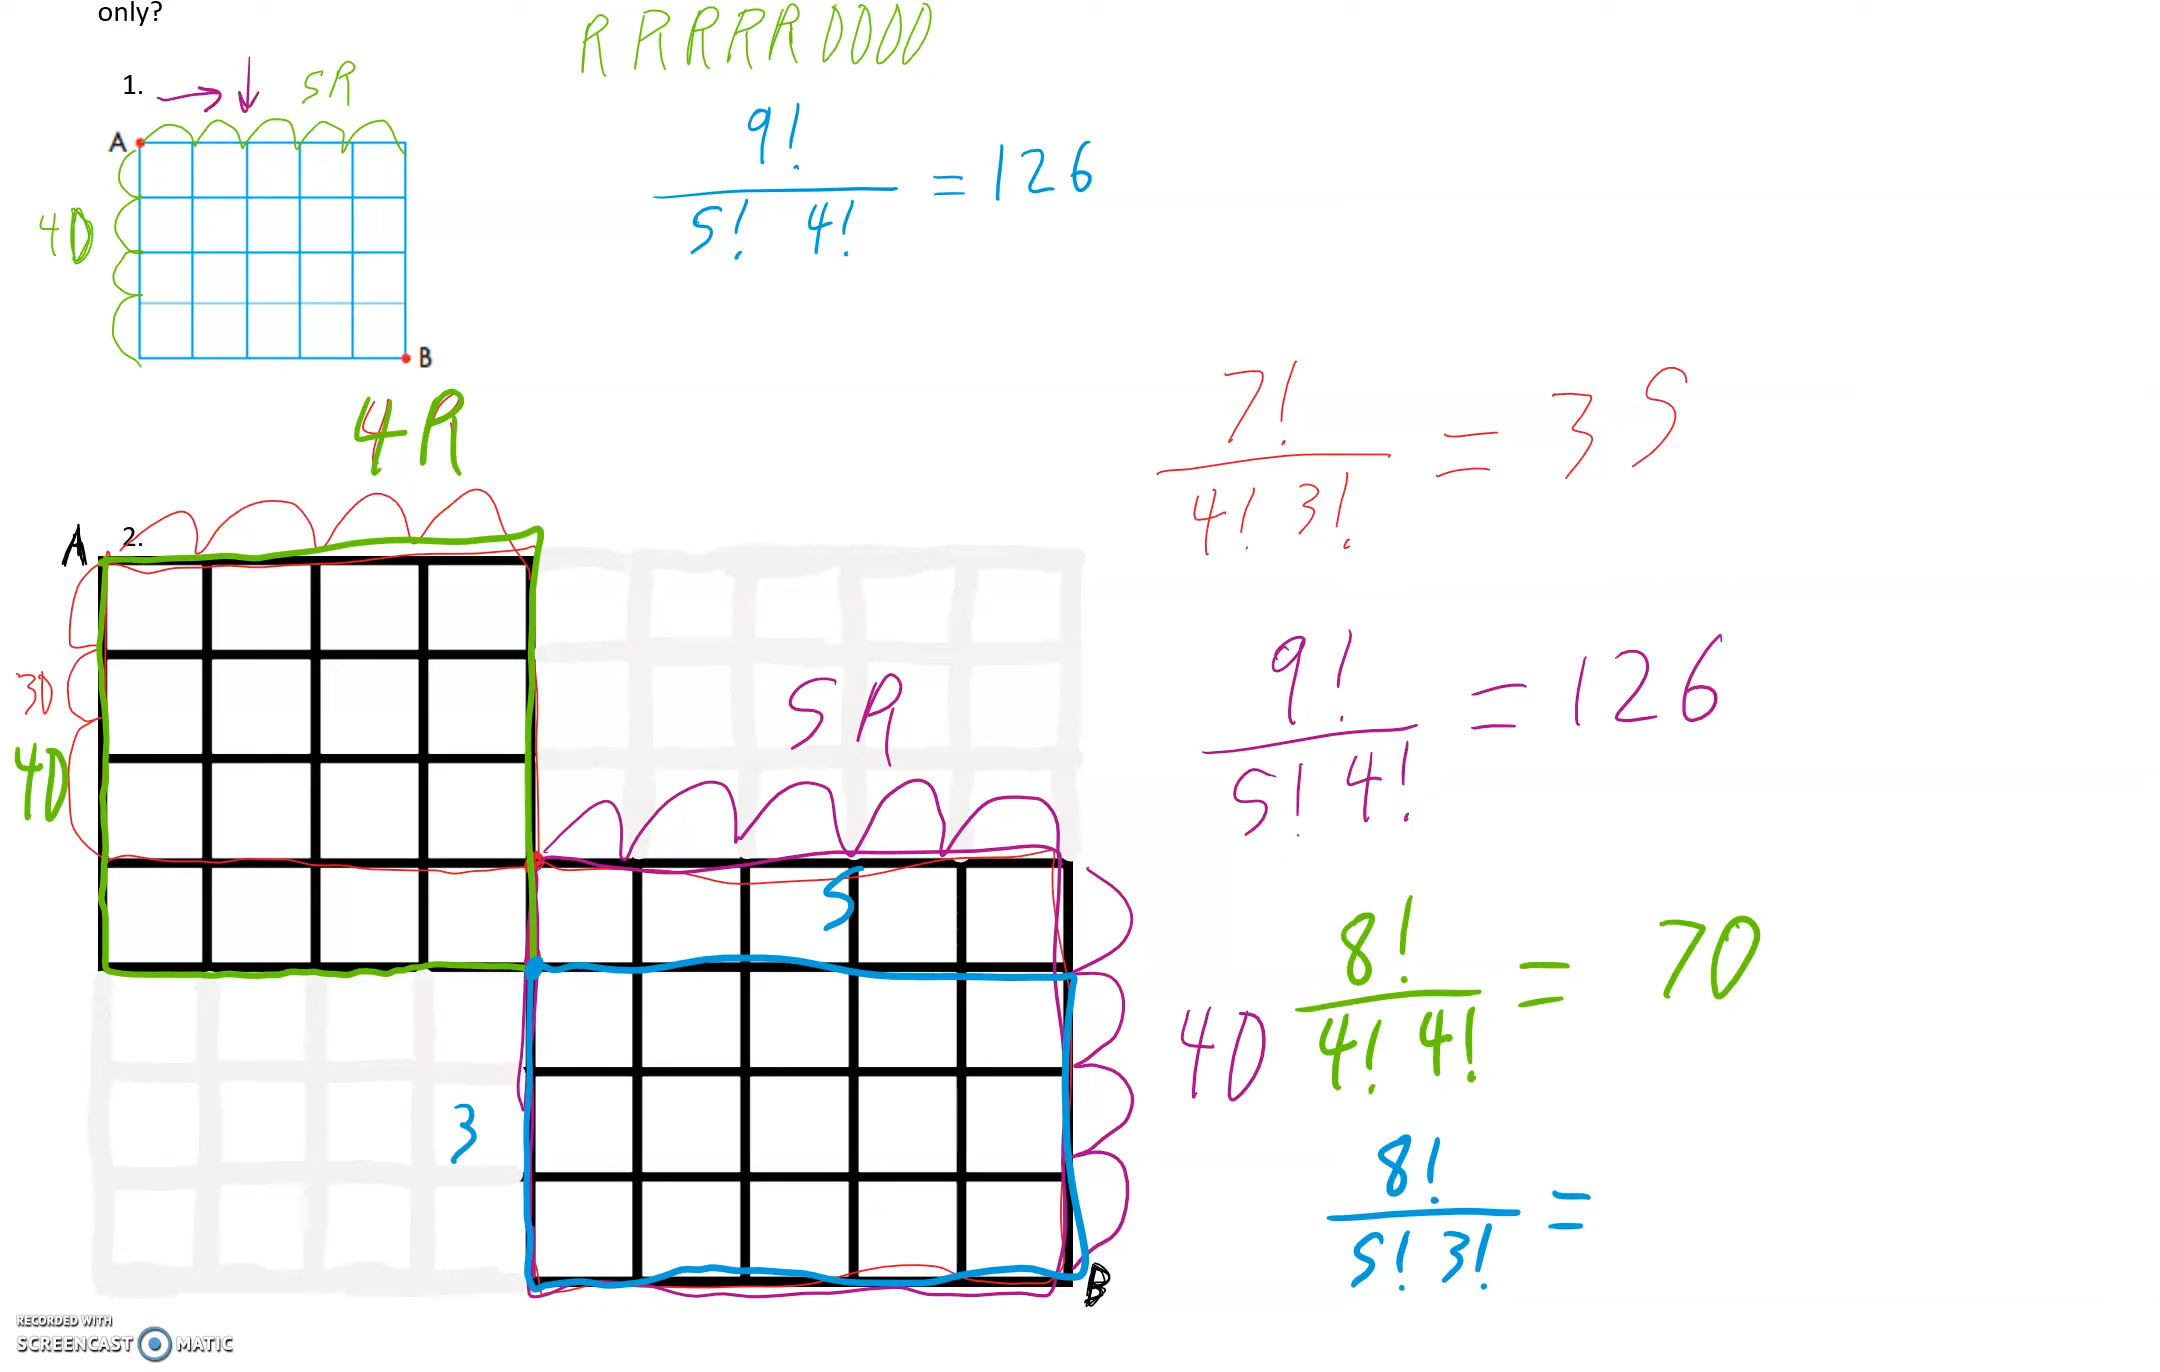 only?
R R R R R D D D D
1.
5R
A
4D
9!
5! 4!
= 126
B
4R
7!
4! 3!
= 35
A
2.
3D
4D
5R
9!
5! 4!
= 126
5
8!
4! 4!
= 70
4D
3
8!
5! 3!
=
B
RECORDED WITH
SCREENCAST MATIC